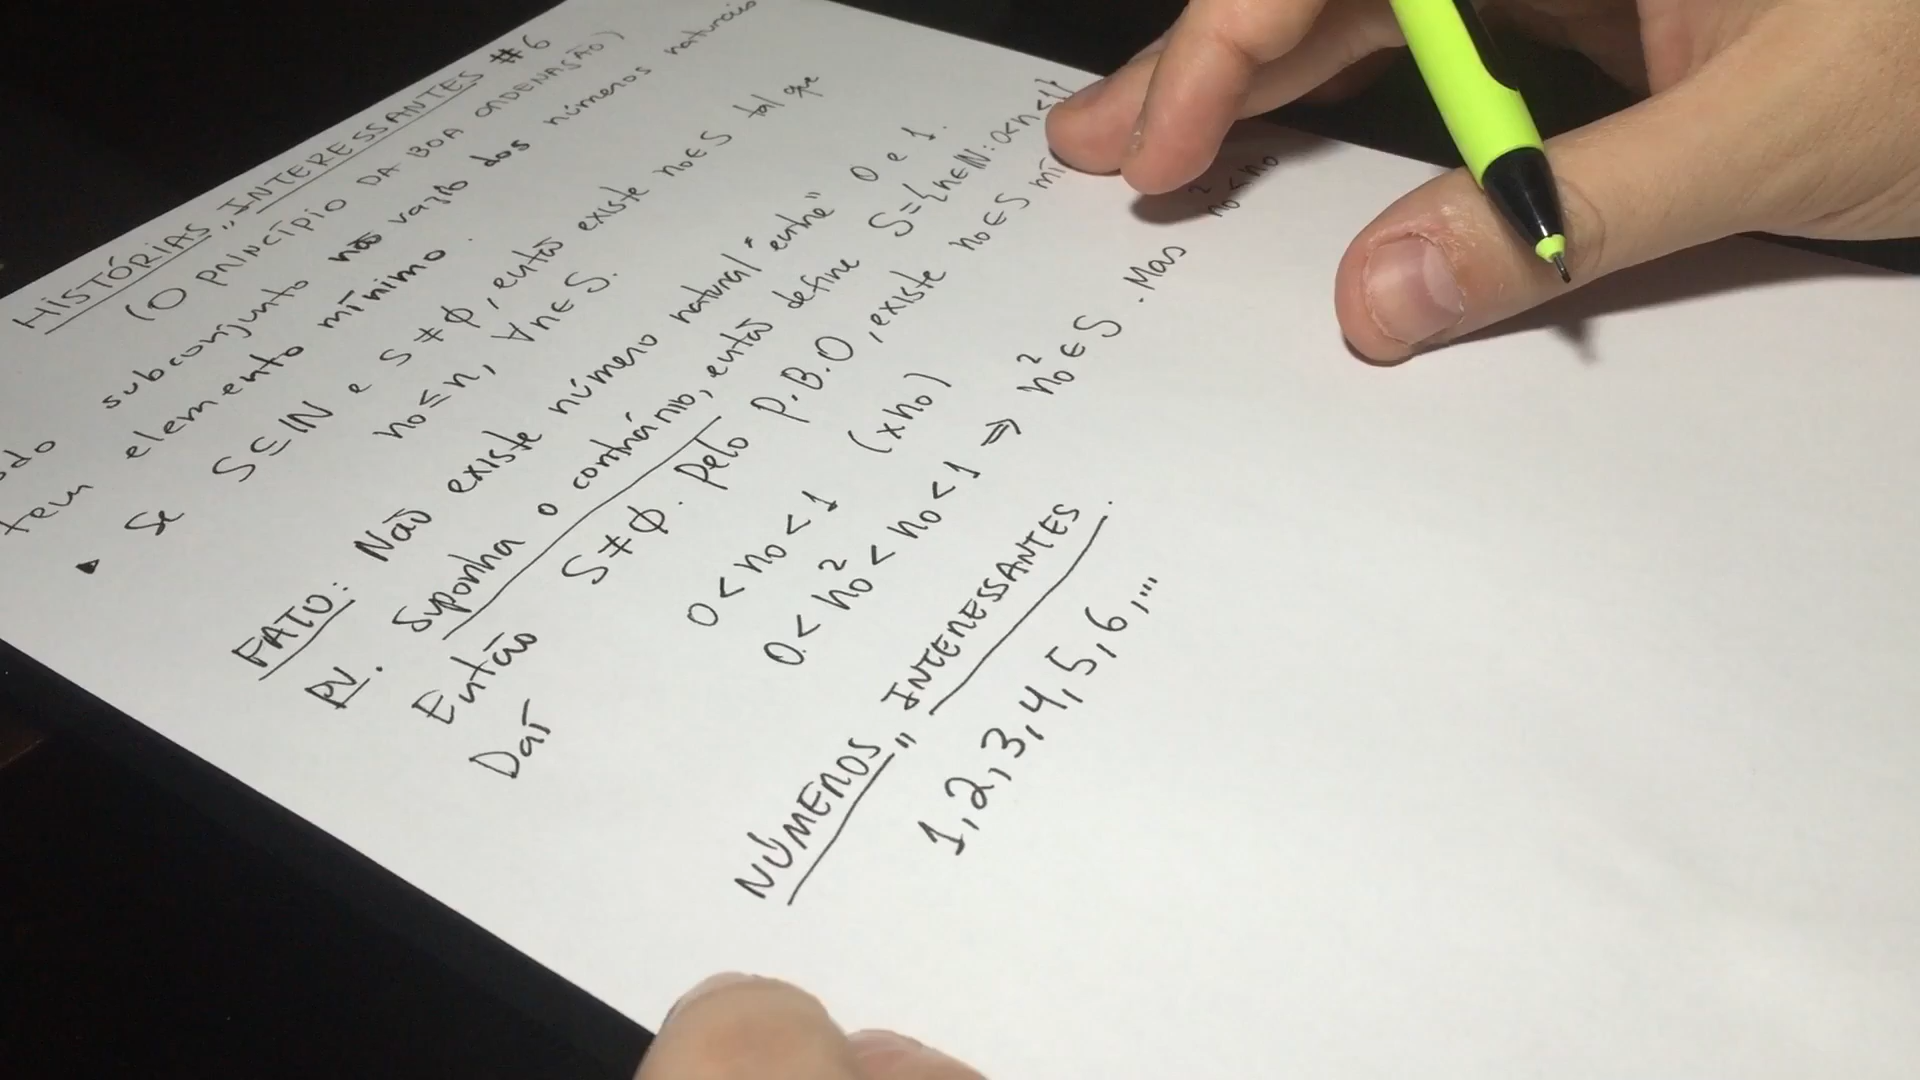 HISTÓRIAS "INTERESSANTES #6
(O PRINCÍPIO DA BOA ORDENASÃO)
subconjunto não vazio dos números naturais
tem elemento mínimo.
▸ Se S⊆ℕ e S≠φ, então existe n₀∈S tal que
n₀≤n, ∀n∈S.
FATO: Não existe número natural "entre" 0 e 1.
PV. Suponha o contrário, então define S={n∈ℕ: 0<n<1}
Então S≠φ. Pelo P.B.O, existe n₀∈S
Daí 0<n₀<1 (xn₀)
0<n₀²<n₀<1 ⇒ n₀²∈S. Mas n₀²<n₀
NÚMEROS "INTERESSANTES.
1,2,3,4,5,6,...